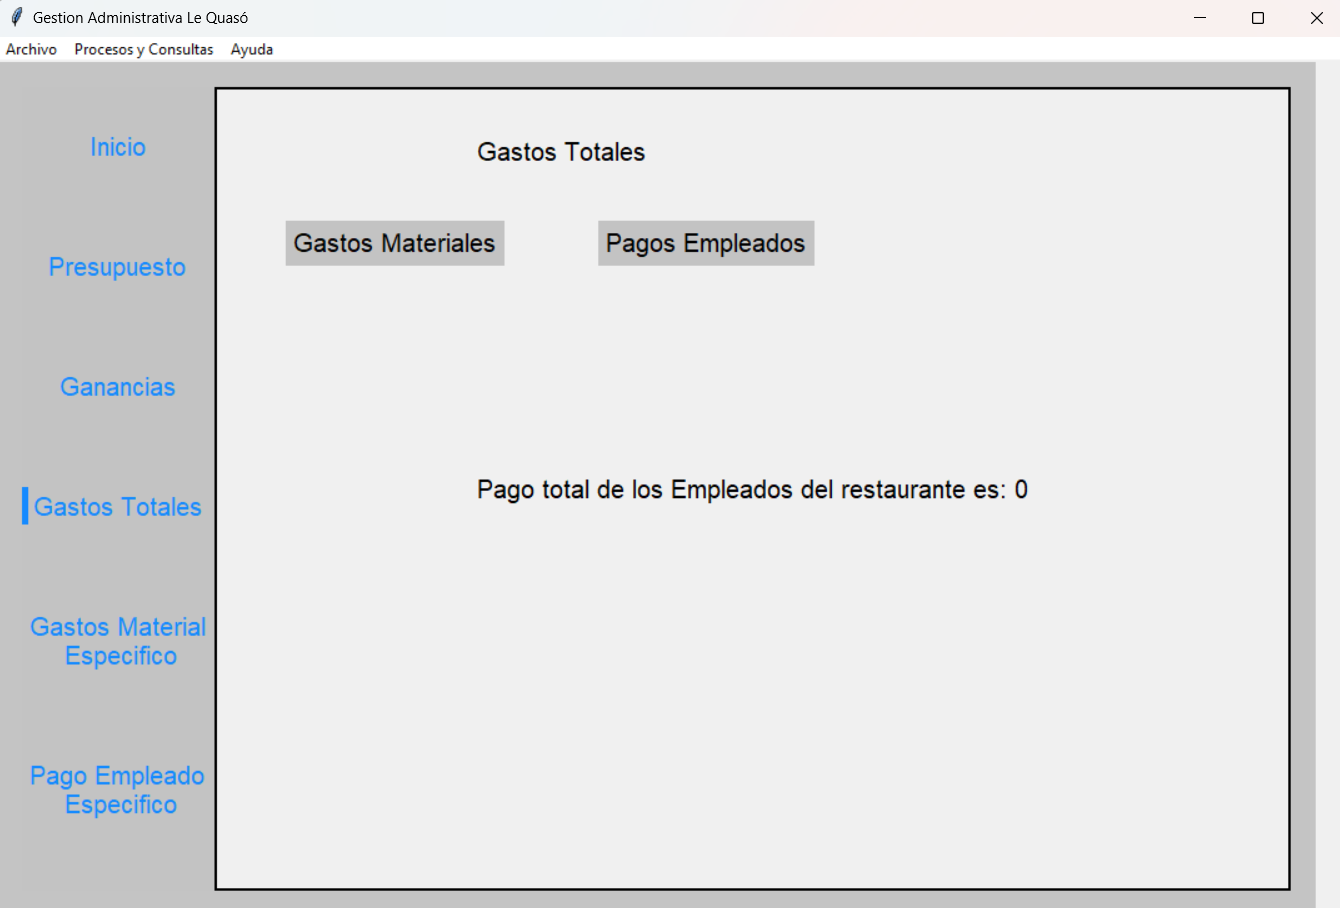 Gestion Administrativa Le Quasó
Archivo Procesos y Consultas Ayuda
Inicio
Presupuesto
Ganancias
Gastos Totales
Gastos Material
Especifico
Pago Empleado
Especifico
Gastos Totales
Gastos Materiales
Pagos Empleados
Pago total de los Empleados del restaurante es: 0